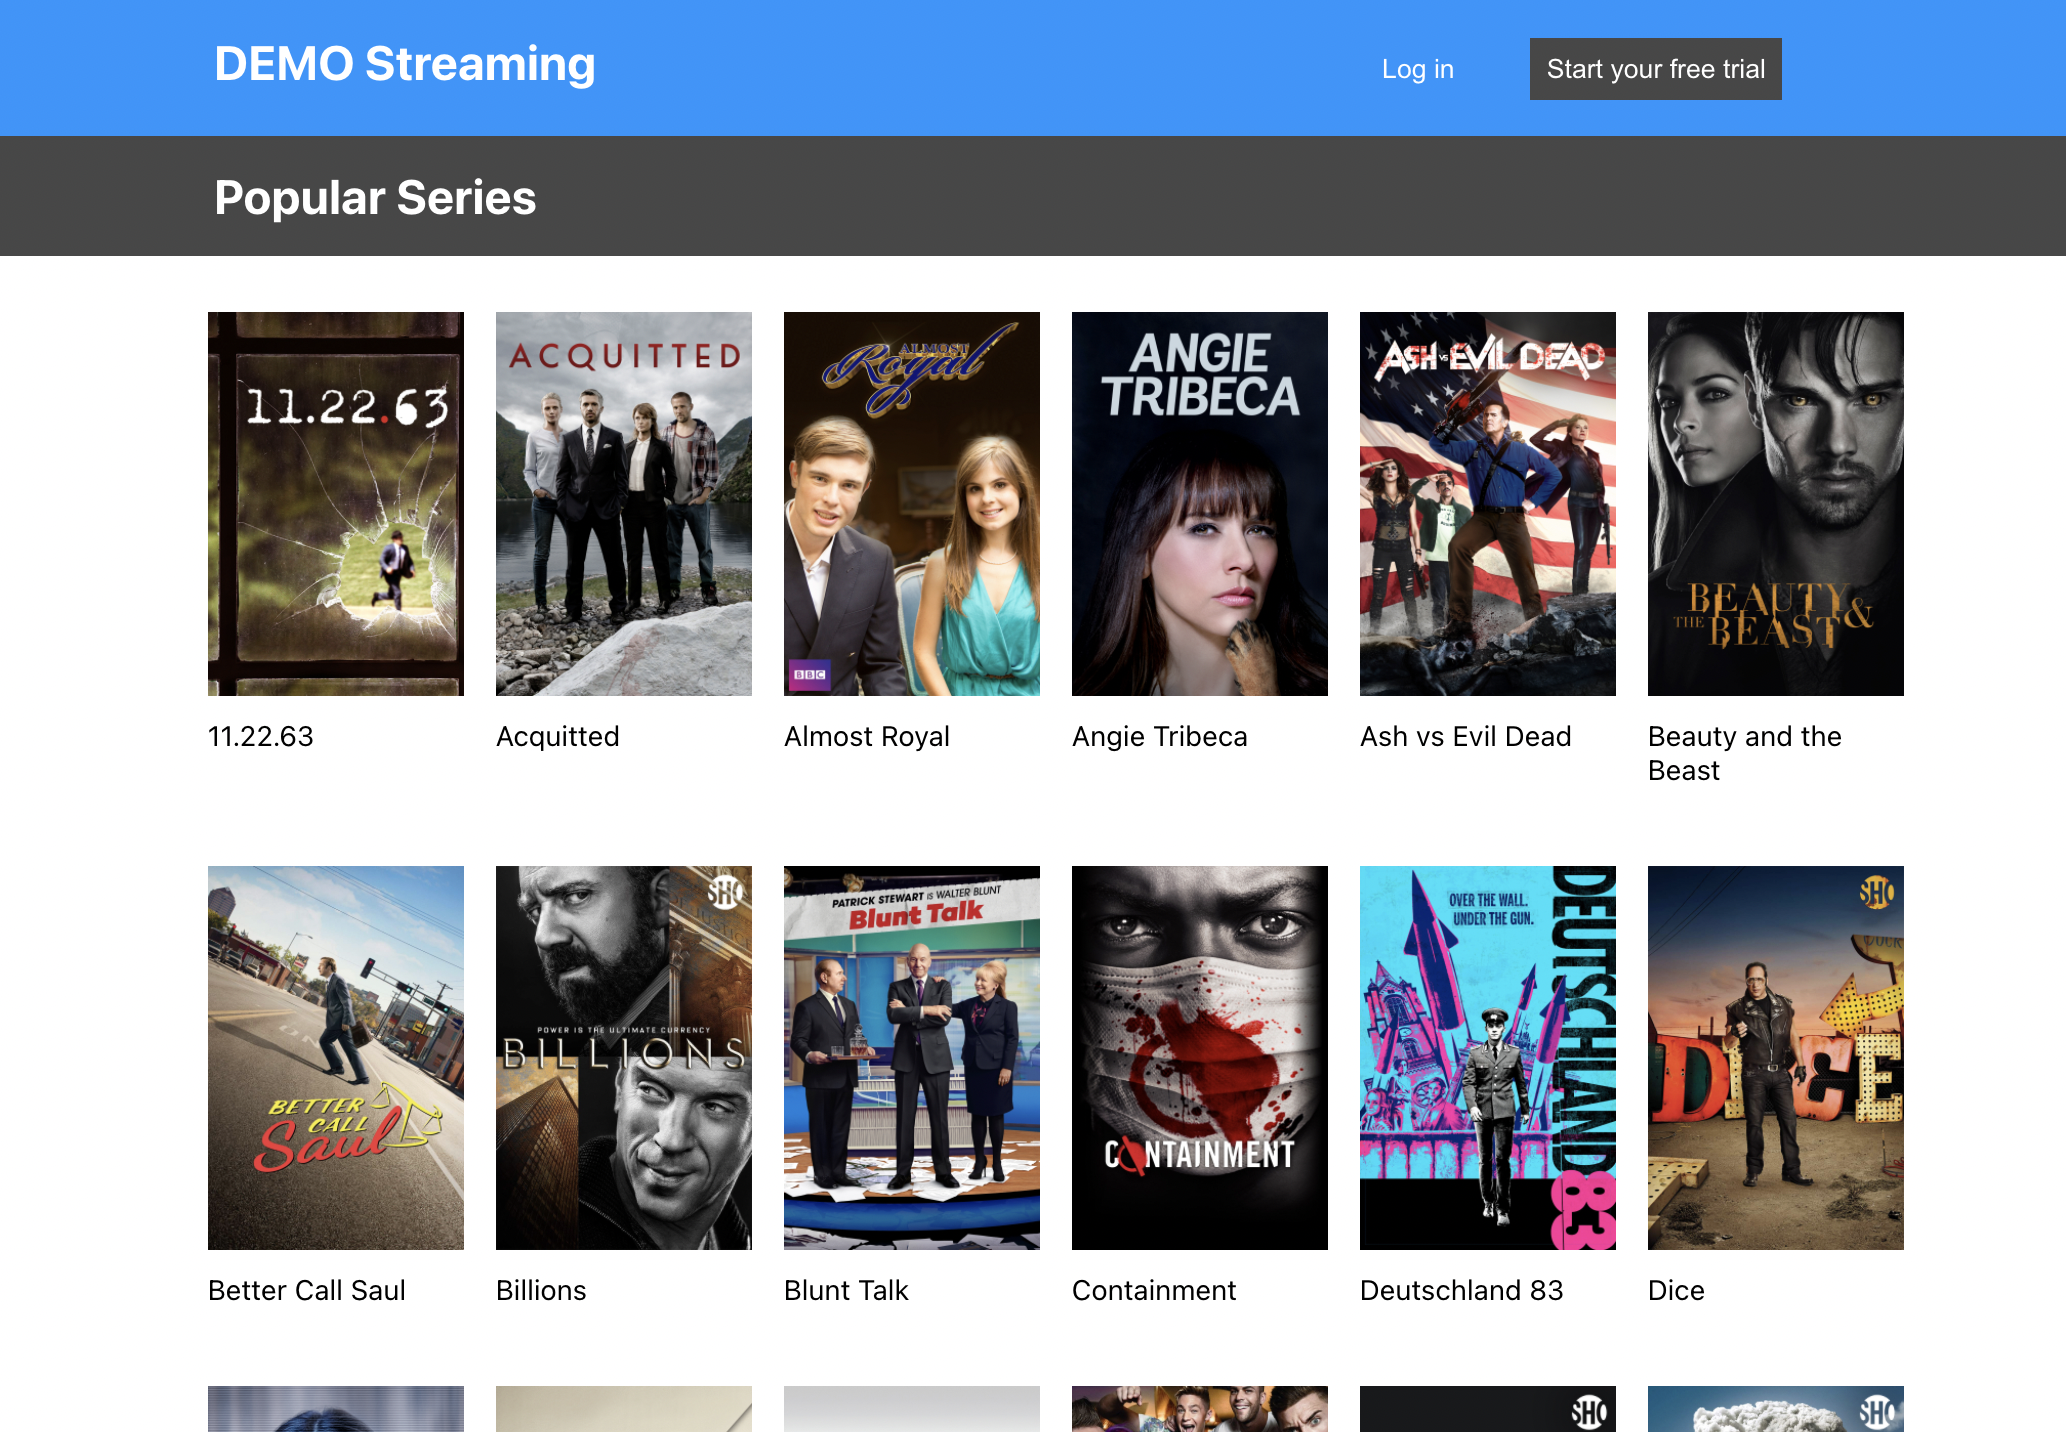 DEMO Streaming
Log in
Start your free trial
Popular Series
11.22.63
ACQUITTED
ALMOST
Royal
BBC
ANGIE
TRIBECA
ASH VS EVIL DEAD
BEAUTY &
THE BEAST
11.22.63
Acquitted
Almost Royal
Angie Tribeca
Ash vs Evil Dead
Beauty and the
Beast
BETTER
CALL
Saul
SHO
POWER IS THE ULTIMATE CURRENCY
BILLIONS
PATRICK STEWART IS WALTER BLUNT
Blunt Talk
CONTAINMENT
OVER THE WALL.
UNDER THE GUN.
DEUTSCHLAND 83
SHO
DICE
Better Call Saul
Billions
Blunt Talk
Containment
Deutschland 83
Dice
SHO
SHO